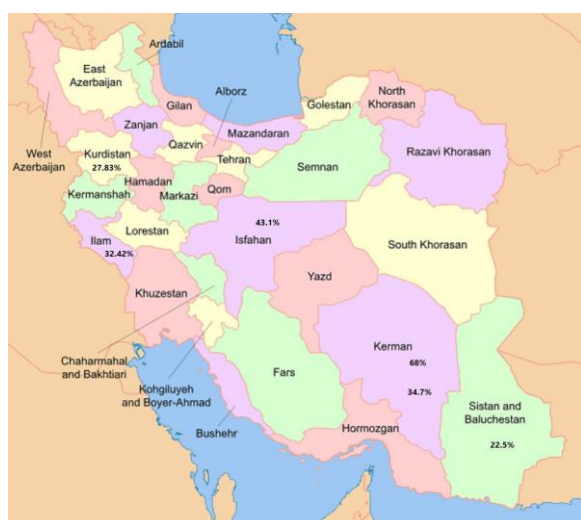 Ardabil
East
Azerbaijan
Alborz
North
Khorasan
Gilan
Golestan
Zanjan
Mazandaran
Qazvin
Razavi Khorasan
West
Azerbaijan
Kurdistan
27.83%
Tehran
Semnan
Hamadan
Qom
Kermanshah
Markazi
43.1%
Isfahan
Lorestan
Ilam
32.42%
South Khorasan
Yazd
Khuzestan
Kerman
68%
34.7%
Chaharmahal
and Bakhtiari
Fars
Kohgiluyeh
and Boyer-Ahmad
Sistan and
Baluchestan
22.5%
Hormozgan
Bushehr